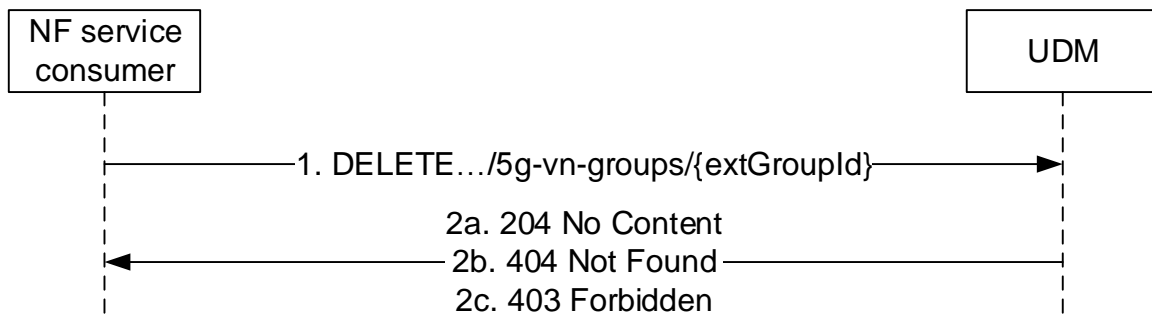 NF service
consumer
UDM
1. DELETE…/5g-vn-groups/{extGroupId}
2a. 204 No Content
2b. 404 Not Found
2c. 403 Forbidden